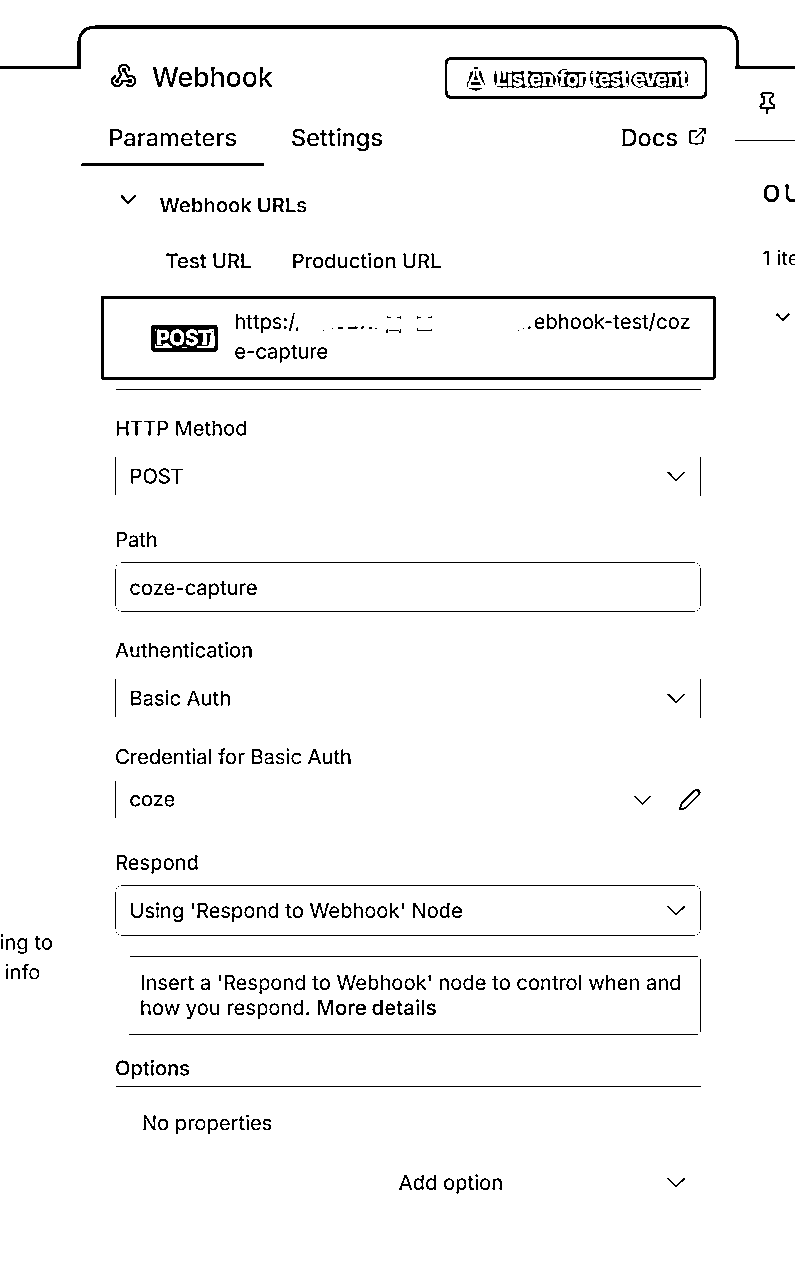 Webhook
Listen for test event
Parameters Settings Docs
OU
Webhook URLs
Test URL Production URL
1 ite
POST https:/ ebhook-test/coz
e-capture
HTTP Method
POST
Path
coze-capture
Authentication
Basic Auth
Credential for Basic Auth
coze
Respond
Using 'Respond to Webhook' Node
ing to
info
Insert a 'Respond to Webhook' node to control when and
how you respond. More details
Options
No properties
Add option